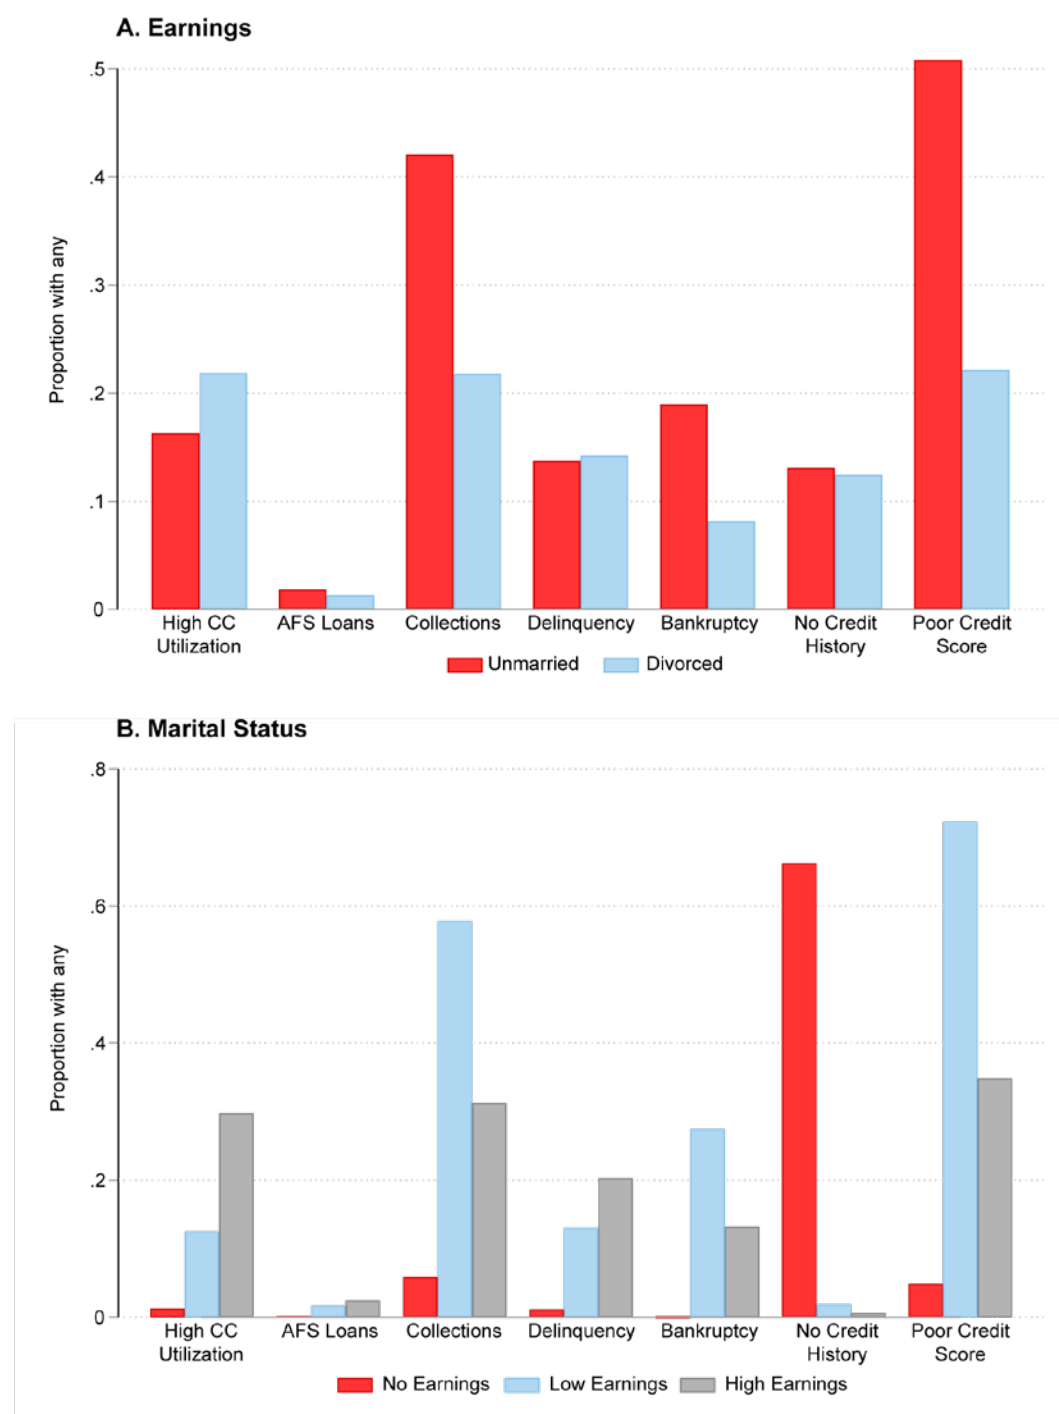 A. Earnings
Proportion with any
.5
.4
.3
.2
.1
0
High CC AFS Loans Collections Delinquency Bankruptcy No Credit Poor Credit
Utilization History Score
Unmarried Divorced
B. Marital Status
Proportion with any
.8
.6
.4
.2
0
High CC AFS Loans Collections Delinquency Bankruptcy No Credit Poor Credit
Utilization History Score
No Earnings Low Earnings High Earnings